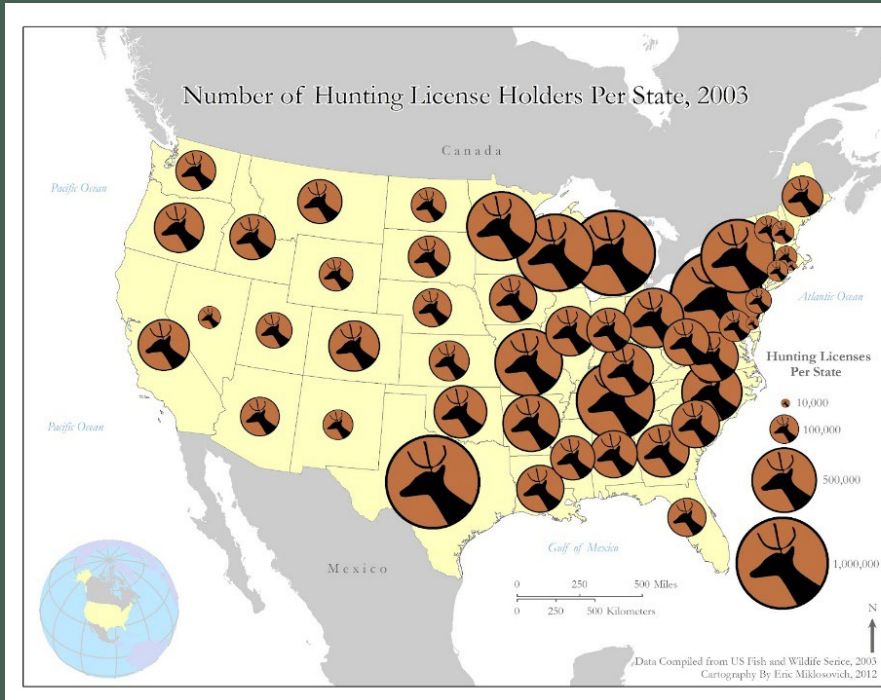 Number of Hunting License Holders Per State, 2003
Canada
Pacific Ocean
Atlantic Ocean
Hunting Licenses
Per State
10,000
100,000
500,000
1,000,000
Pacific Ocean
Gulf of Mexico
Mexico
0 250 500 Miles
0 250 500 Kilometers
N
Data Compiled from US Fish and Wildife Serice, 2003
Cartography By Eric Miklosovich, 2012